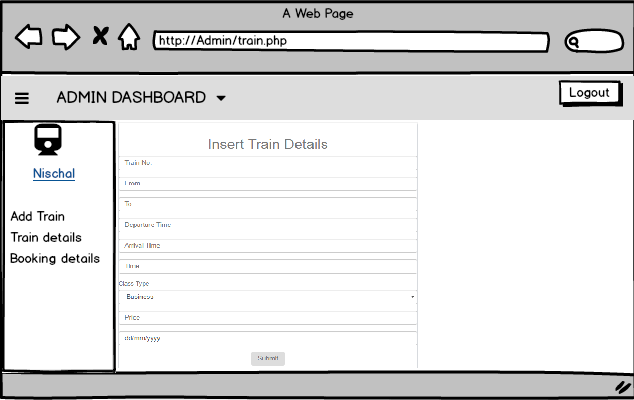 A Web Page
http://Admin/train.php
ADMIN DASHBOARD
Logout
Nischal
Add Train
Train details
Booking details
Insert Train Details
Train No.
From
To
Departure Time
Arrival Time
Time
Class Type
Business
Price
dd/mm/yyyy
Submit